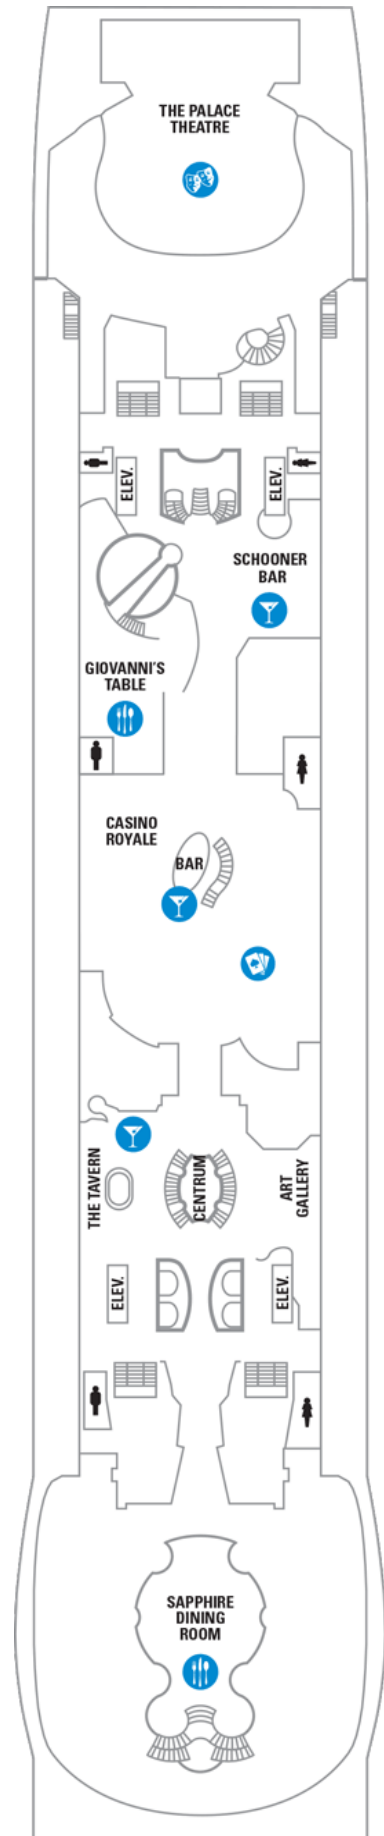 THE PALACE
THEATRE
ELEV.
ELEV.
SCHOONER
BAR
GIOVANNI'S
TABLE
CASINO
ROYALE
BAR
THE TAVERN
CENTRUM
ART
GALLERY
ELEV.
ELEV.
SAPPHIRE
DINING
ROOM